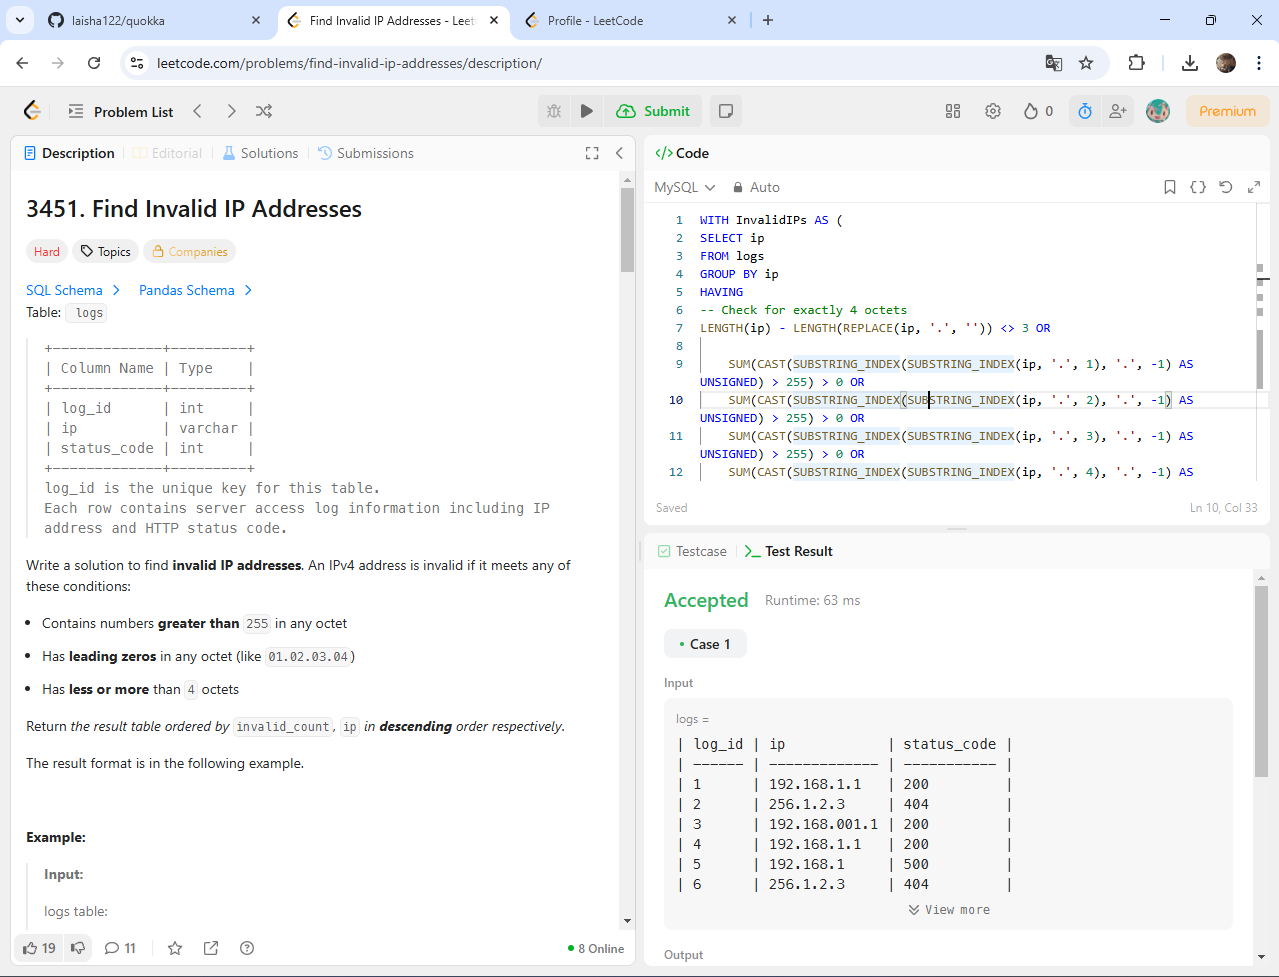 laisha122/quokka
Find Invalid IP Addresses - Leet
Profile - LeetCode
leetcode.com/problems/find-invalid-ip-addresses/description/
Problem List
Submit
0
Premium
Description
Editorial
Solutions
Submissions
3451. Find Invalid IP Addresses
Hard
Topics
Companies
SQL Schema
Pandas Schema
Table: logs
+-------------+---------+
| Column Name | Type    |
+-------------+---------+
| log_id      | int     |
| ip          | varchar |
| status_code | int     |
+-------------+---------+
log_id is the unique key for this table.
Each row contains server access log information including IP
address and HTTP status code.
Write a solution to find invalid IP addresses. An IPv4 address is invalid if it meets any of
these conditions:
• Contains numbers greater than 255 in any octet
• Has leading zeros in any octet (like 01.02.03.04)
• Has less or more than 4 octets
Return the result table ordered by invalid_count, ip in descending order respectively.
The result format is in the following example.
Example:
Input:
logs table:
19
11
8 Online
Code
MySQL
Auto
1 WITH InvalidIPs AS (
2 SELECT ip
3 FROM logs
4 GROUP BY ip
5 HAVING
6 -- Check for exactly 4 octets
7 LENGTH(ip) - LENGTH(REPLACE(ip, '.', '')) <> 3 OR
8
9 SUM(CAST(SUBSTRING_INDEX(SUBSTRING_INDEX(ip, '.', 1), '.', -1) AS
UNSIGNED) > 255) > 0 OR
10 SUM(CAST(SUBSTRING_INDEX(SUBSTRING_INDEX(ip, '.', 2), '.', -1) AS
UNSIGNED) > 255) > 0 OR
11 SUM(CAST(SUBSTRING_INDEX(SUBSTRING_INDEX(ip, '.', 3), '.', -1) AS
UNSIGNED) > 255) > 0 OR
12 SUM(CAST(SUBSTRING_INDEX(SUBSTRING_INDEX(ip, '.', 4), '.', -1) AS
Saved
Ln 10, Col 33
Testcase
Test Result
Accepted
Runtime: 63 ms
• Case 1
Input
logs =
| log_id | ip            | status_code |
| ------ | ------------- | ----------- |
| 1      | 192.168.1.1   | 200         |
| 2      | 256.1.2.3     | 404         |
| 3      | 192.168.001.1 | 200         |
| 4      | 192.168.1.1   | 200         |
| 5      | 192.168.1     | 500         |
| 6      | 256.1.2.3     | 404         |
View more
Output